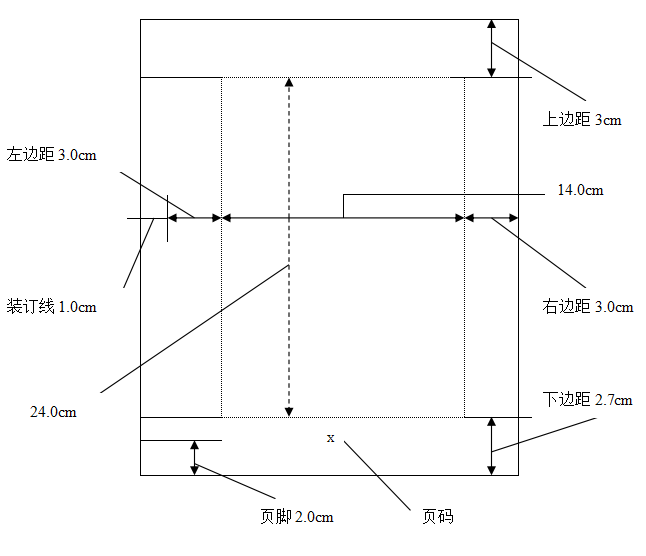 上边距 3cm
左边距 3.0cm
14.0cm
装订线 1.0cm
右边距 3.0cm
下边距 2.7cm
24.0cm
x
页脚 2.0cm
页码